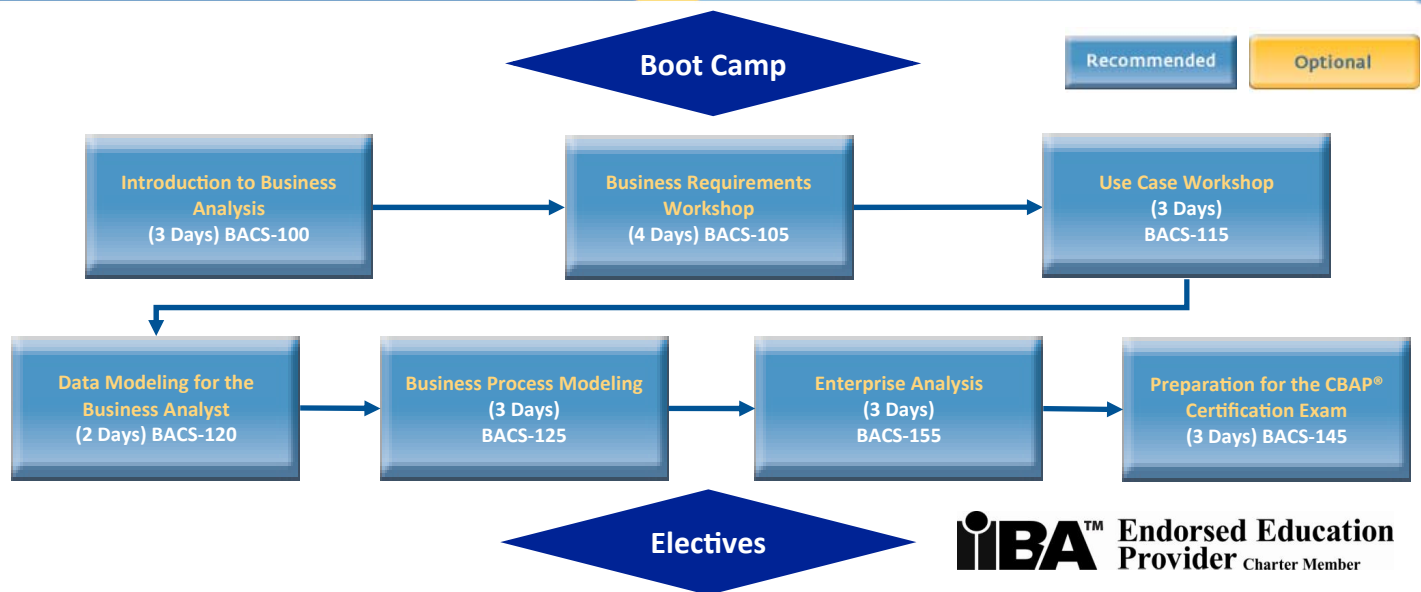 Boot Camp
Recommended
Optional
Introduction to Business
Analysis
(3 Days) BACS-100
Business Requirements
Workshop
(4 Days) BACS-105
Use Case Workshop
(3 Days)
BACS-115
Data Modeling for the
Business Analyst
(2 Days) BACS-120
Business Process Modeling
(3 Days)
BACS-125
Enterprise Analysis
(3 Days)
BACS-155
Preparation for the CBAP®
Certification Exam
(3 Days) BACS-145
Electives
IIBA™ Endorsed Education
Provider Charter Member